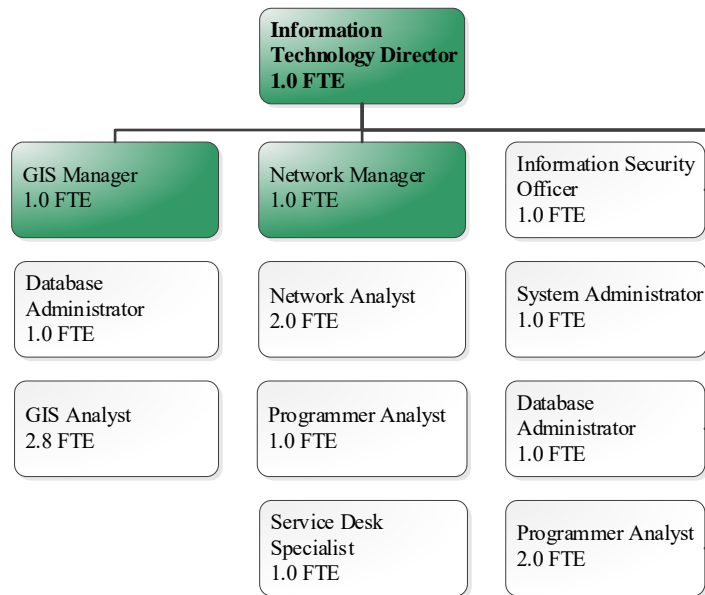 Information
Technology Director
1.0 FTE
GIS Manager
1.0 FTE
Network Manager
1.0 FTE
Information Security
Officer
1.0 FTE
Database
Administrator
1.0 FTE
Network Analyst
2.0 FTE
System Administrator
1.0 FTE
GIS Analyst
2.8 FTE
Programmer Analyst
1.0 FTE
Database
Administrator
1.0 FTE
Service Desk
Specialist
1.0 FTE
Programmer Analyst
2.0 FTE